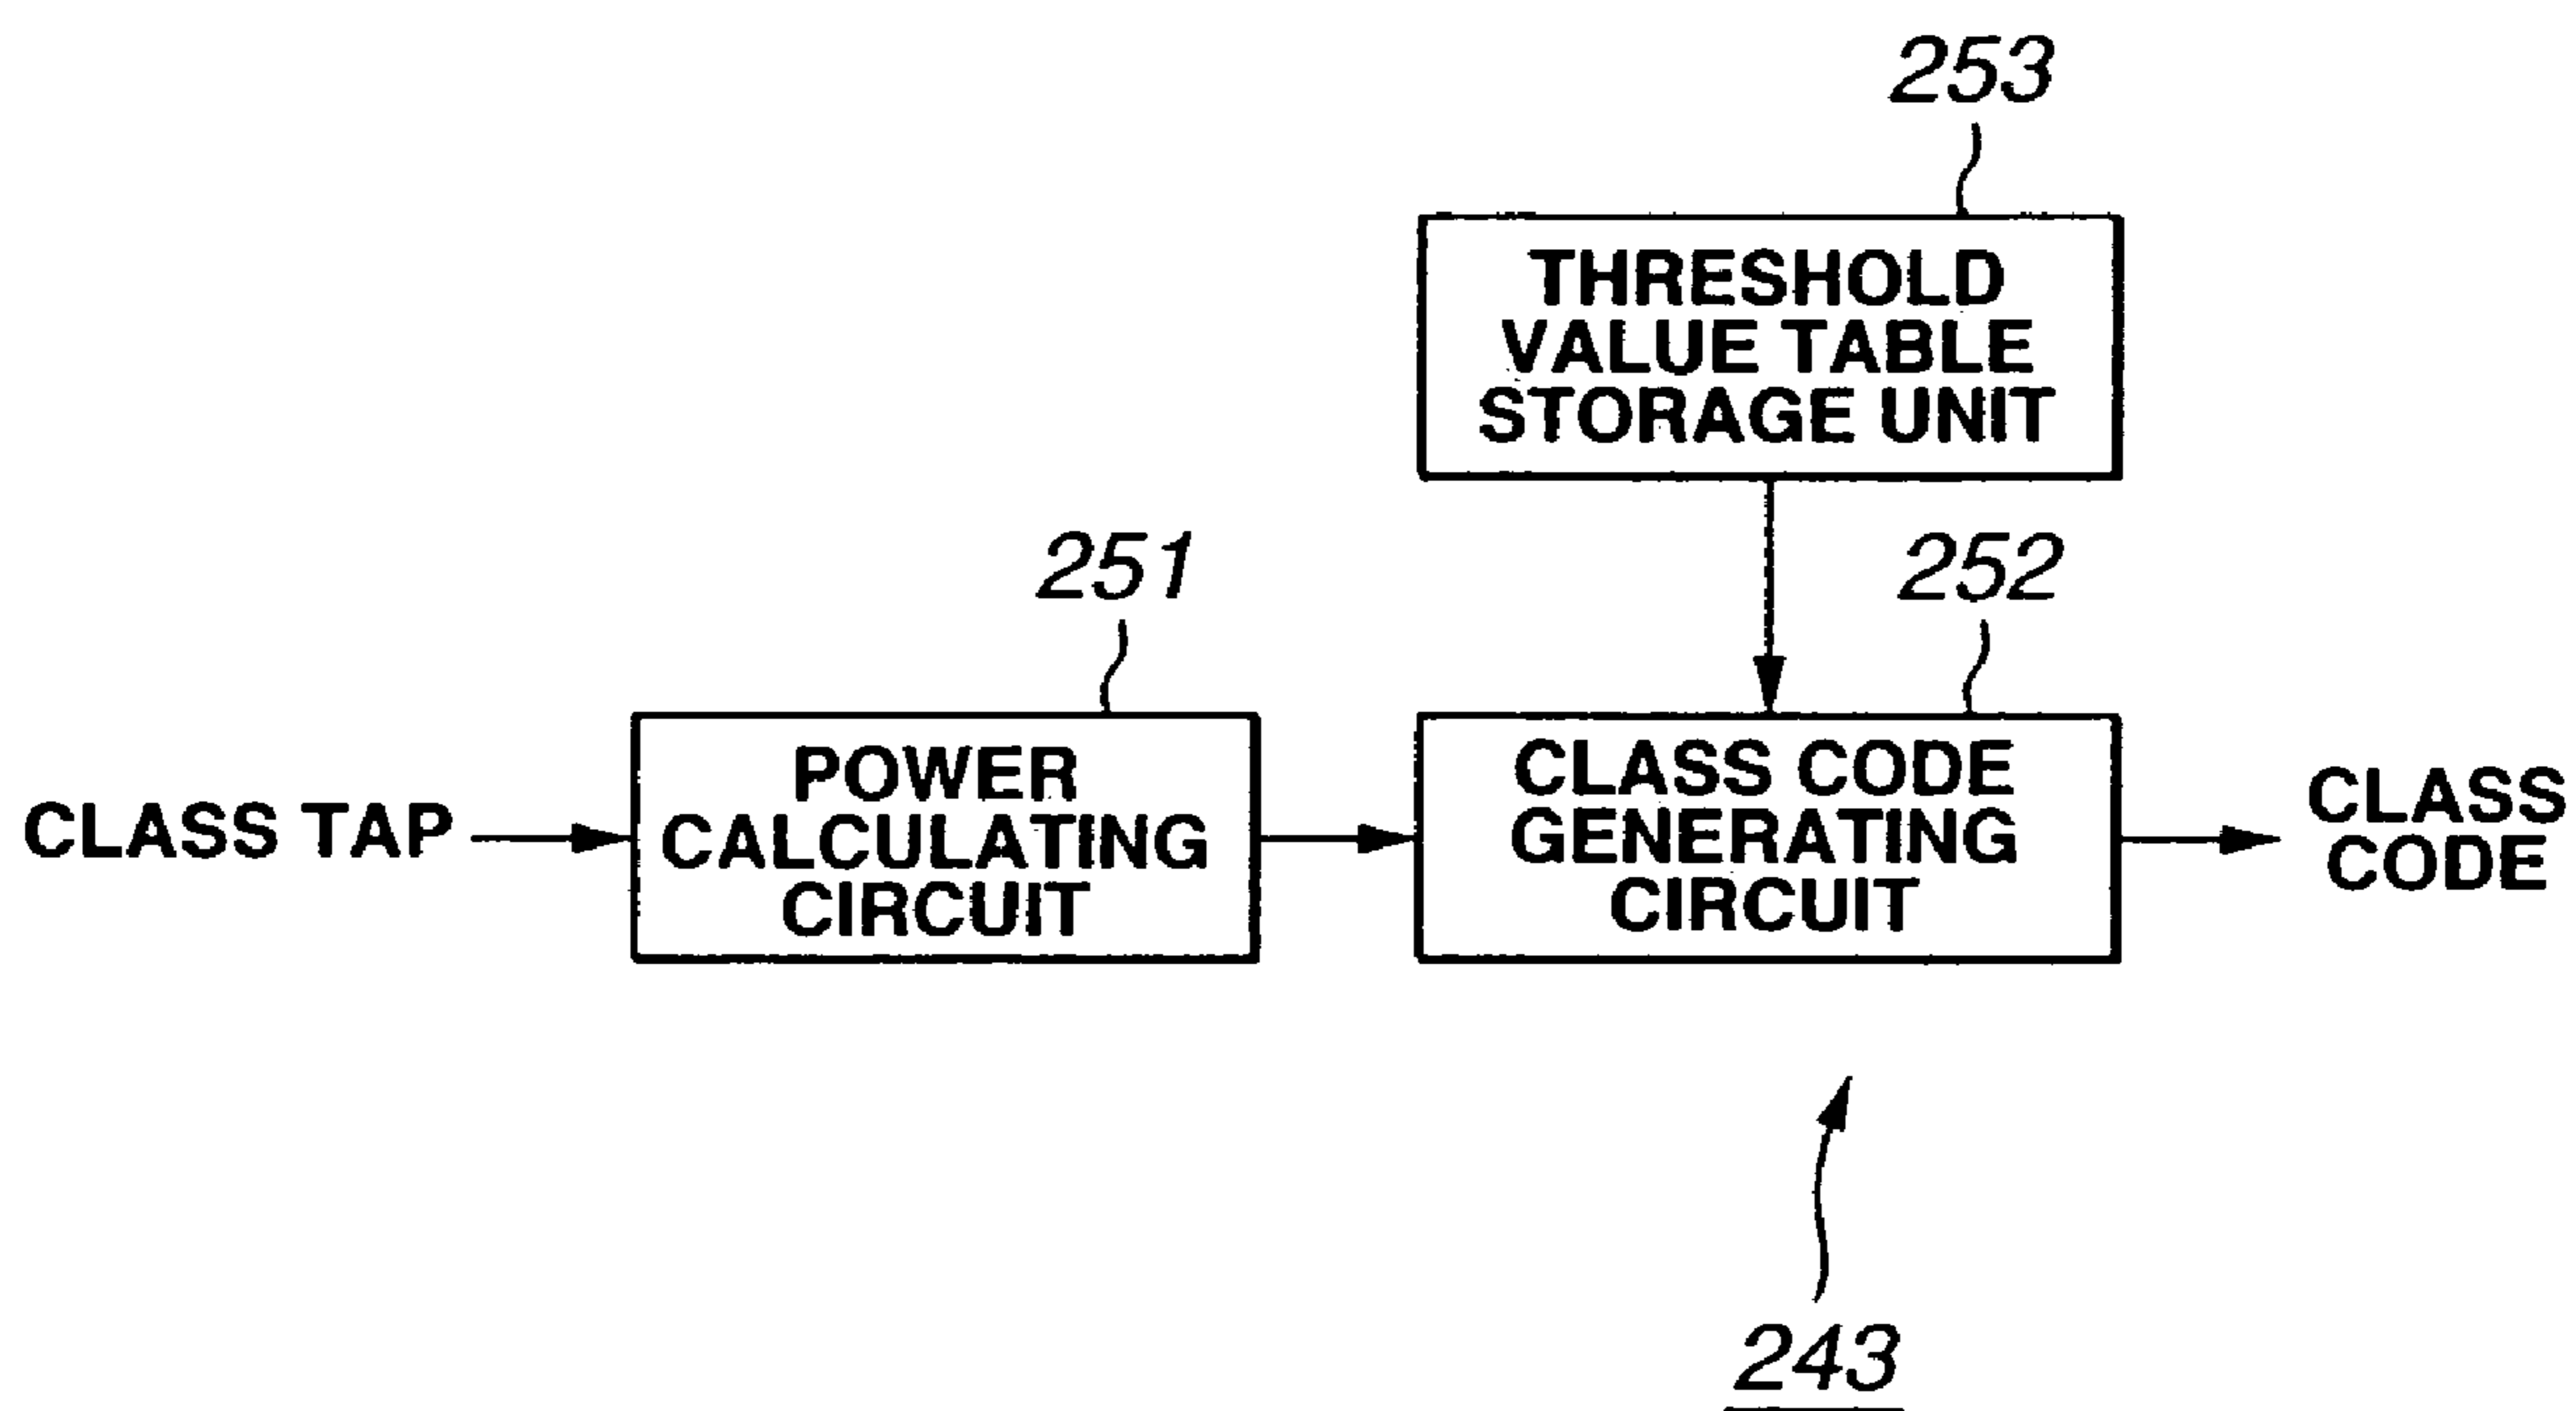 253
THRESHOLD
VALUE TABLE
STORAGE UNIT
251
252
CLASS TAP
POWER
CALCULATING
CIRCUIT
CLASS CODE
GENERATING
CIRCUIT
CLASS
CODE
243